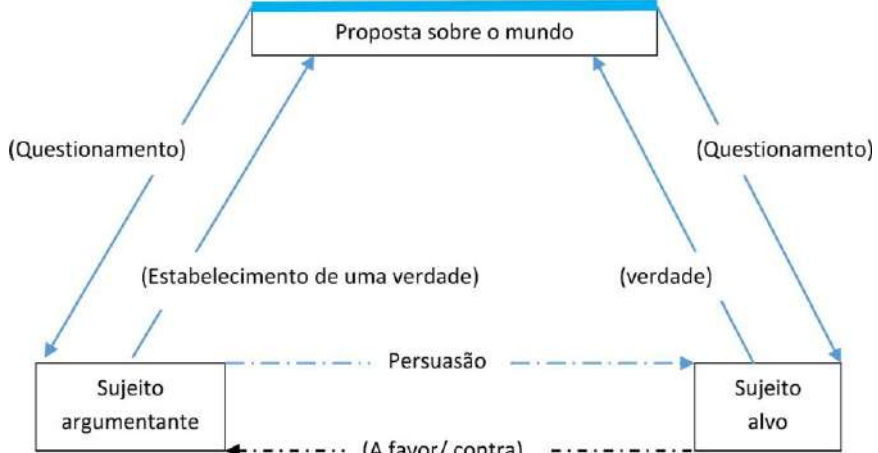 Proposta sobre o mundo
(Questionamento)
(Questionamento)
(Estabelecimento de uma verdade)
(verdade)
Persuasão
Sujeito
argumentante
Sujeito
alvo
(A favor/ contra)